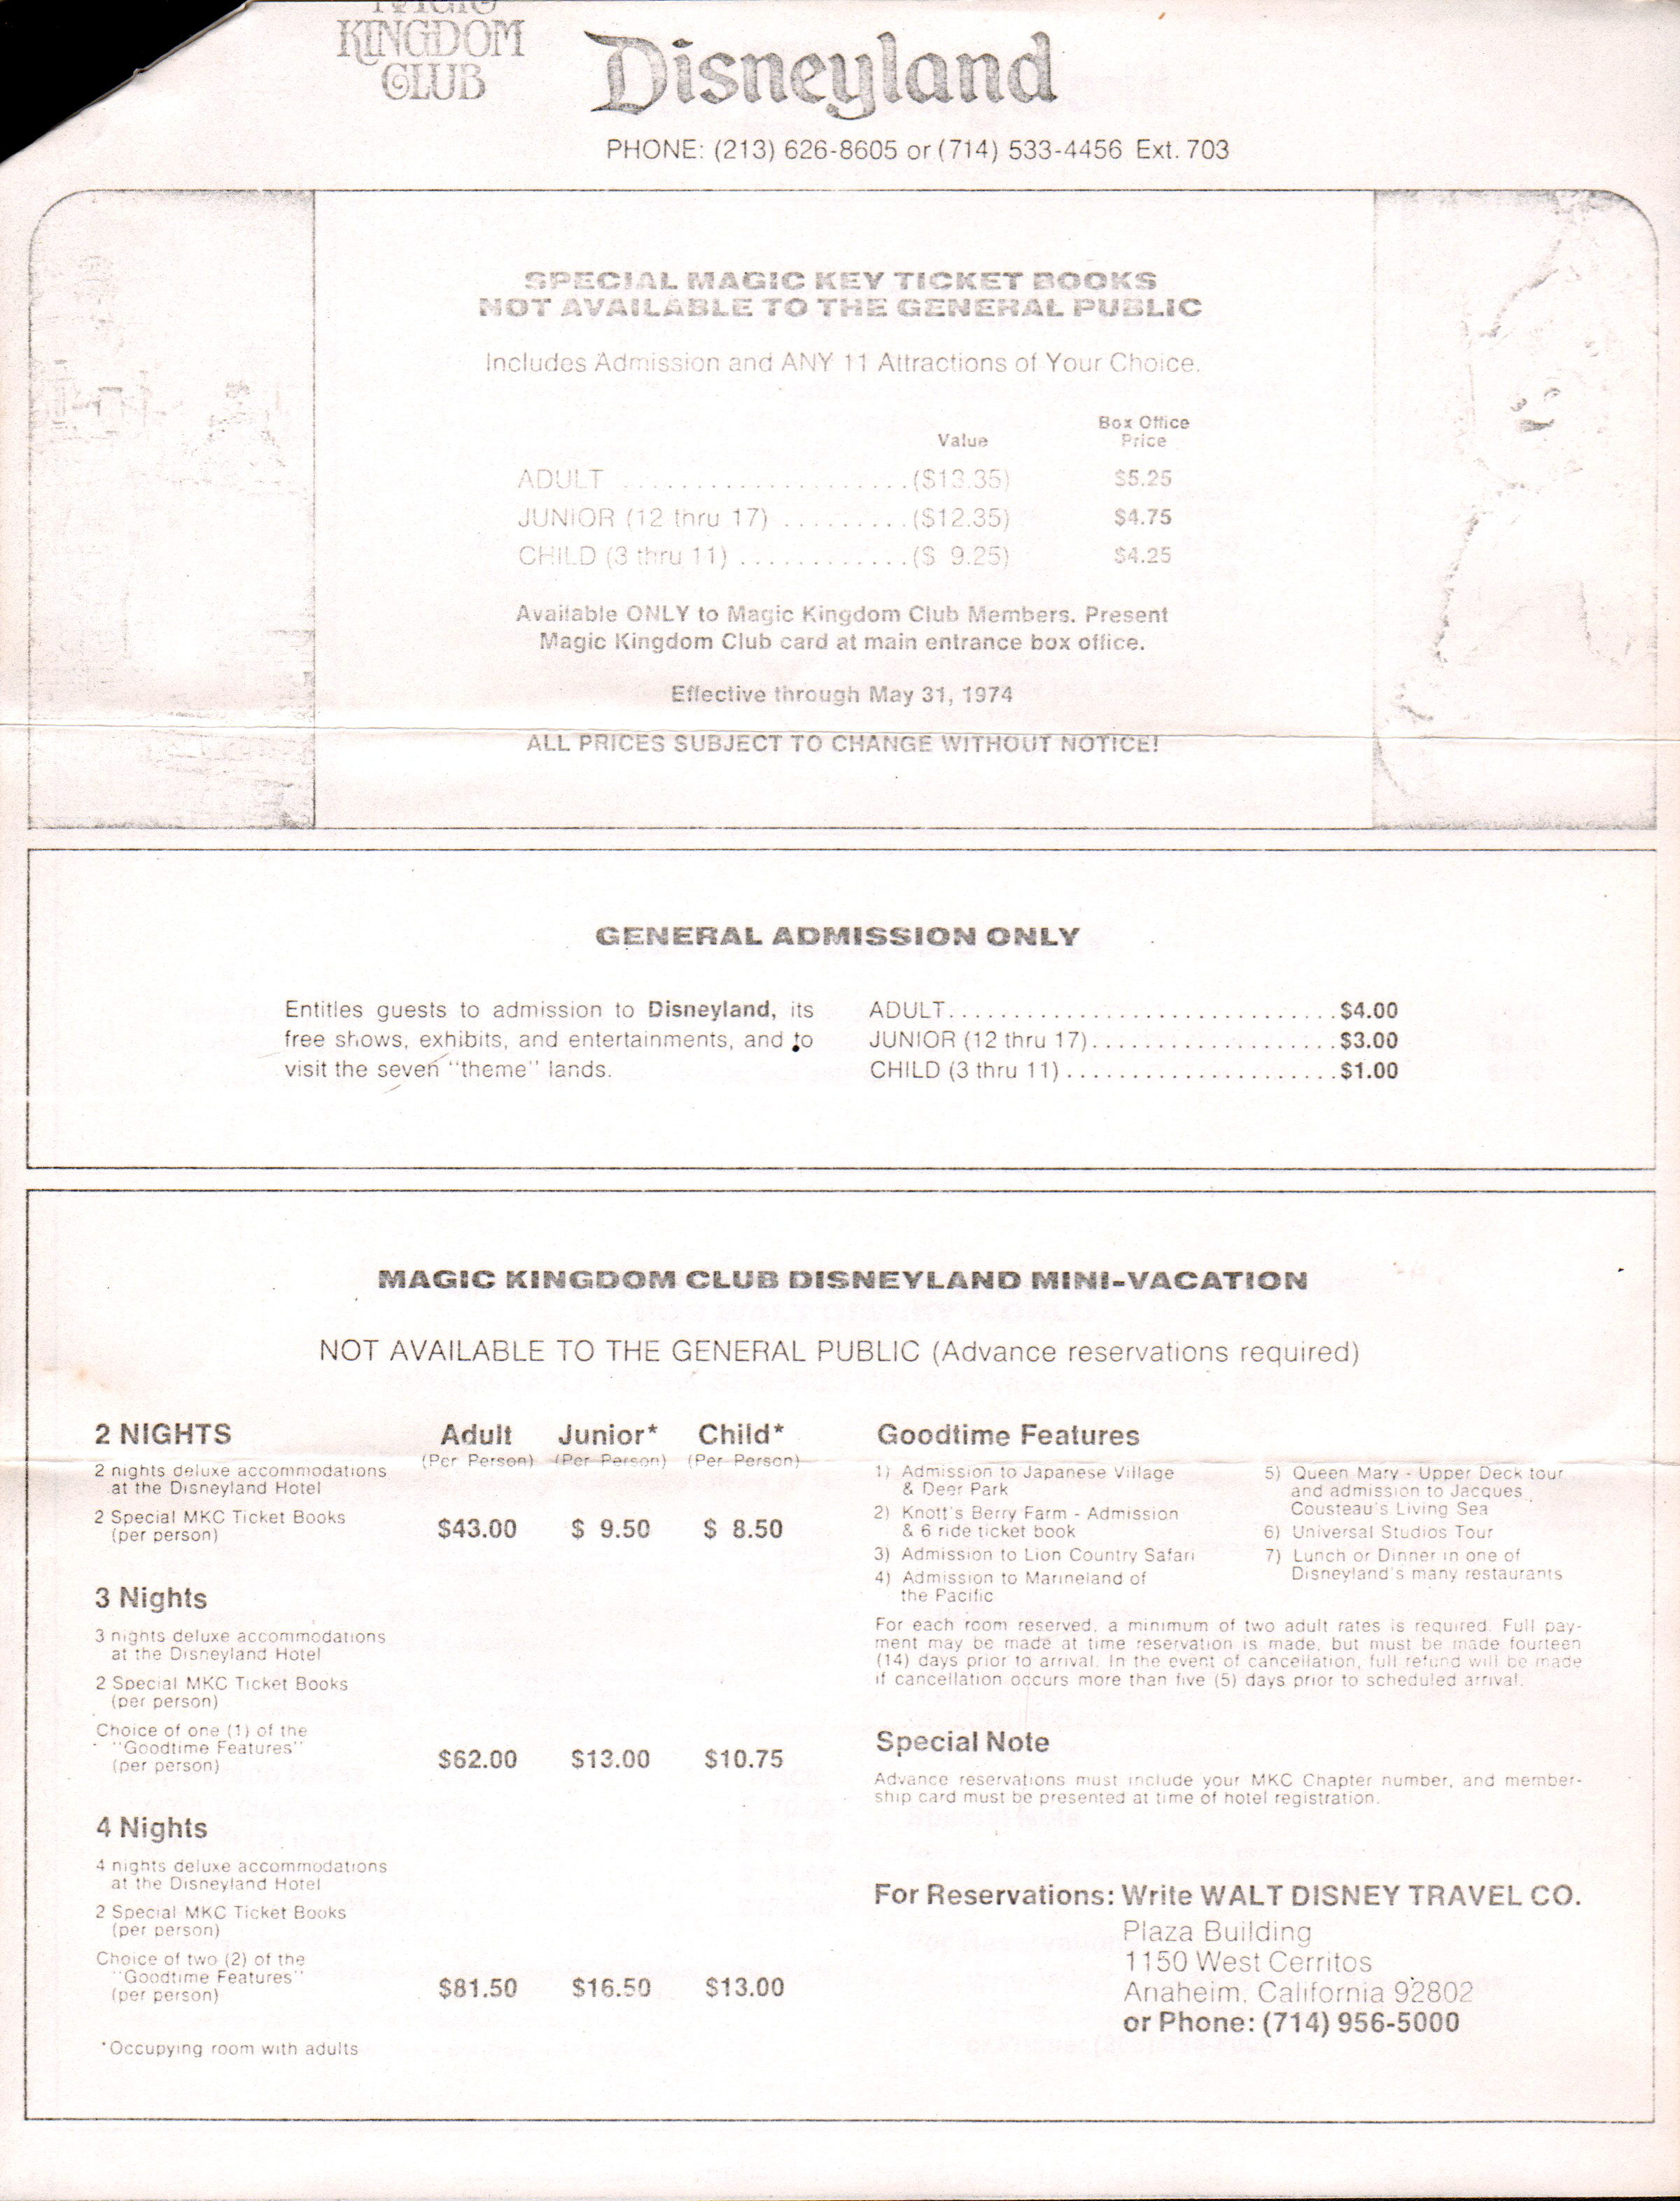 MAGIC
KINGDOM
CLUB
Disneyland
PHONE: (213) 626-8605 or (714) 533-4456 Ext. 703
SPECIAL MAGIC KEY TICKET BOOKS
NOT AVAILABLE TO THE GENERAL PUBLIC
Includes Admission and ANY 11 Attractions of Your Choice.
Value Box Office Price
ADULT ....................($13.35) $5.25
JUNIOR (12 thru 17) .........($12.35) $4.75
CHILD (3 thru 11) ............($ 9.25) $4.25
Available ONLY to Magic Kingdom Club Members. Present
Magic Kingdom Club card at main entrance box office.
Effective through May 31, 1974
ALL PRICES SUBJECT TO CHANGE WITHOUT NOTICE!
GENERAL ADMISSION ONLY
Entitles guests to admission to Disneyland, its
free shows, exhibits, and entertainments, and to
visit the seven "theme" lands.
ADULT.............................$4.00
JUNIOR (12 thru 17)..................$3.00
CHILD (3 thru 11)....................$1.00
MAGIC KINGDOM CLUB DISNEYLAND MINI-VACATION
NOT AVAILABLE TO THE GENERAL PUBLIC (Advance reservations required)
2 NIGHTS Adult Junior* Child*
(Per Person) (Per Person) (Per Person)
2 nights deluxe accommodations
at the Disneyland Hotel
2 Special MKC Ticket Books
(per person) $43.00 $ 9.50 $ 8.50
3 Nights
3 nights deluxe accommodations
at the Disneyland Hotel
2 Special MKC Ticket Books
(per person)
Choice of one (1) of the
"Goodtime Features"
(per person) $62.00 $13.00 $10.75
4 Nights
4 nights deluxe accommodations
at the Disneyland Hotel
2 Special MKC Ticket Books
(per person)
Choice of two (2) of the
"Goodtime Features"
(per person) $81.50 $16.50 $13.00
*Occupying room with adults
Goodtime Features
1) Admission to Japanese Village
& Deer Park
2) Knott's Berry Farm - Admission
& 6 ride ticket book
3) Admission to Lion Country Safari
4) Admission to Marineland of
the Pacific
5) Queen Mary - Upper Deck tour
and admission to Jacques
Cousteau's Living Sea
6) Universal Studios Tour
7) Lunch or Dinner in one of
Disneyland's many restaurants
For each room reserved, a minimum of two adult rates is required. Full pay-
ment may be made at time reservation is made, but must be made fourteen
(14) days prior to arrival. In the event of cancellation, full refund will be made
if cancellation occurs more than five (5) days prior to scheduled arrival.
Special Note
Advance reservations must include your MKC Chapter number, and member-
ship card must be presented at time of hotel registration.
For Reservations: Write WALT DISNEY TRAVEL CO.
Plaza Building
1150 West Cerritos
Anaheim, California 92802
or Phone: (714) 956-5000